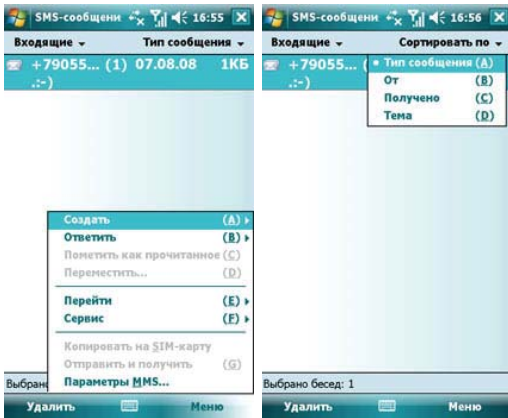 SMS-сообщени 16:55
Входящие Тип сообщения
+79055... (1) 07.08.08 1КБ
.:-)
Создать (A)
Ответить (B)
Пометить как прочитанное (C)
Переместить... (D)
Перейти (E)
Сервис (F)
Копировать на SIM-карту
Отправить и получить (G)
Параметры MMS...
Выбрано
Удалить Меню
SMS-сообщени 16:56
Входящие Сортировать по
+79055... (
.:-)
Тип сообщения (A)
От (B)
Получено (C)
Тема (D)
Выбрано бесед: 1
Удалить Меню